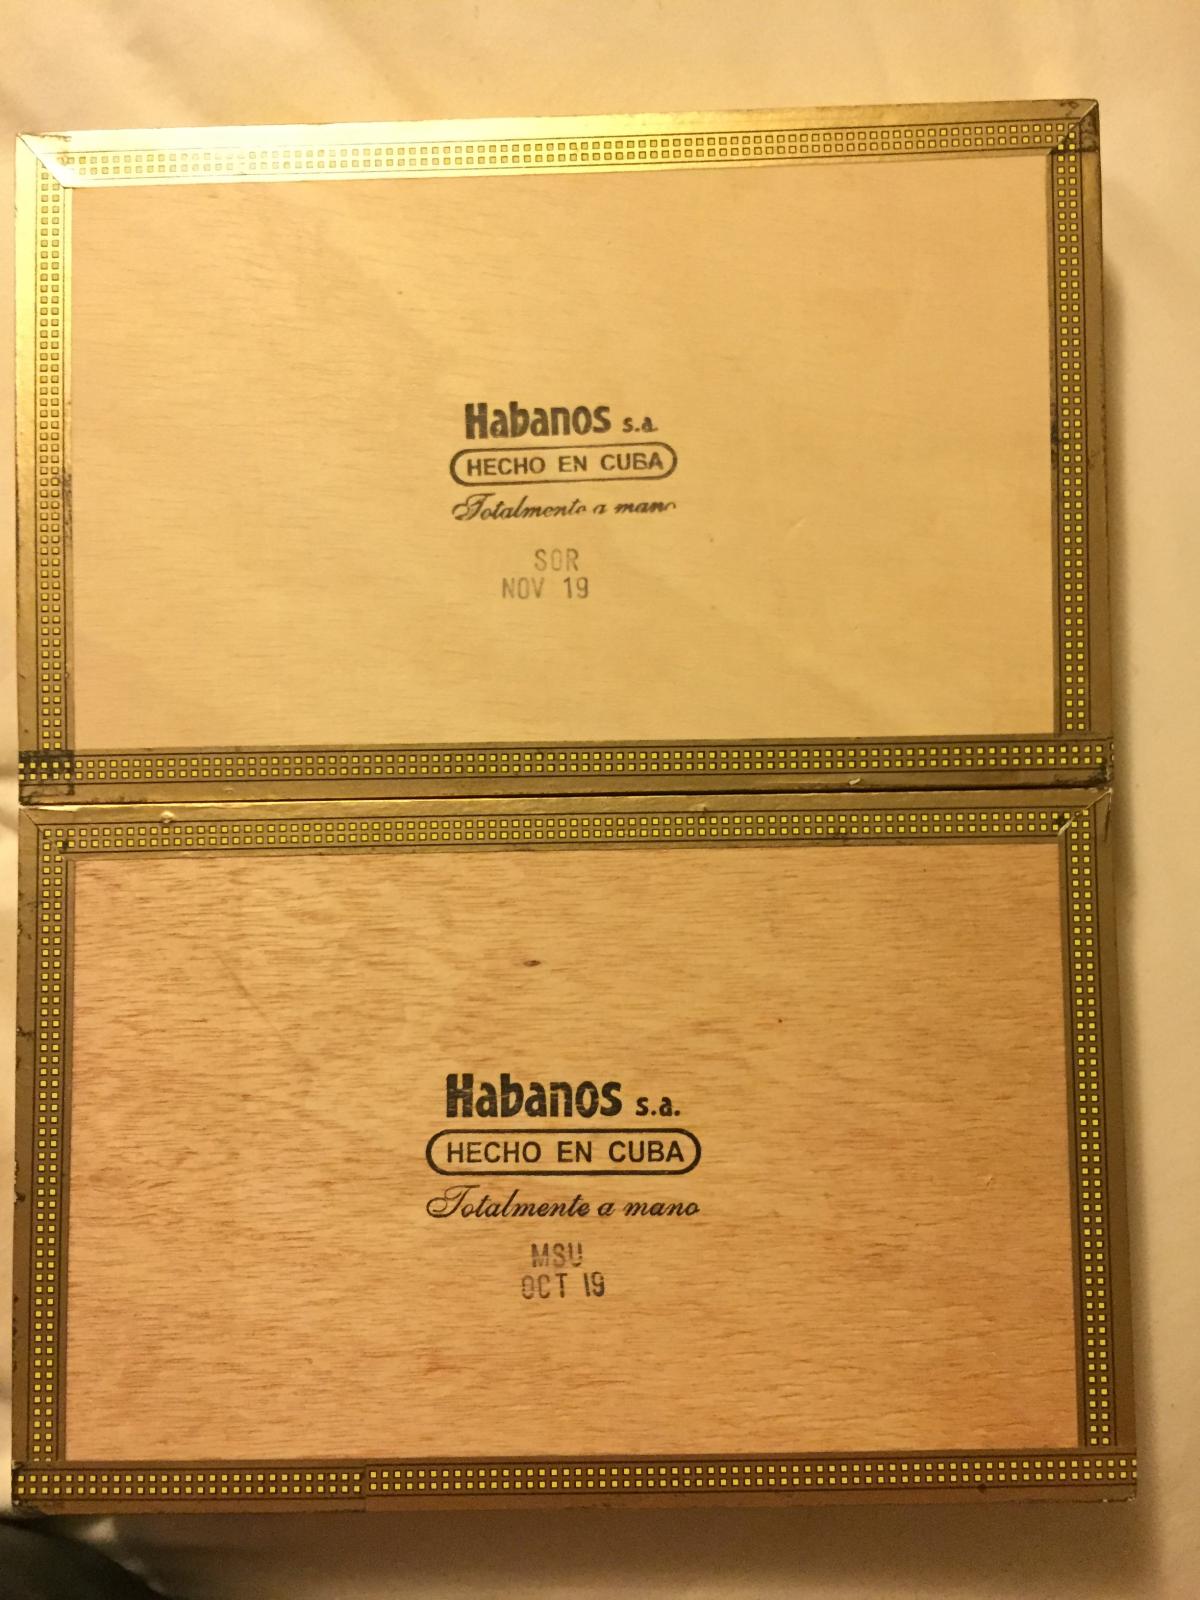 Habanos s.a.
HECHO EN CUBA
Totalmente a mano
SOR
NOV 19
Habanos s.a.
HECHO EN CUBA
Totalmente a mano
MSU
OCT 19